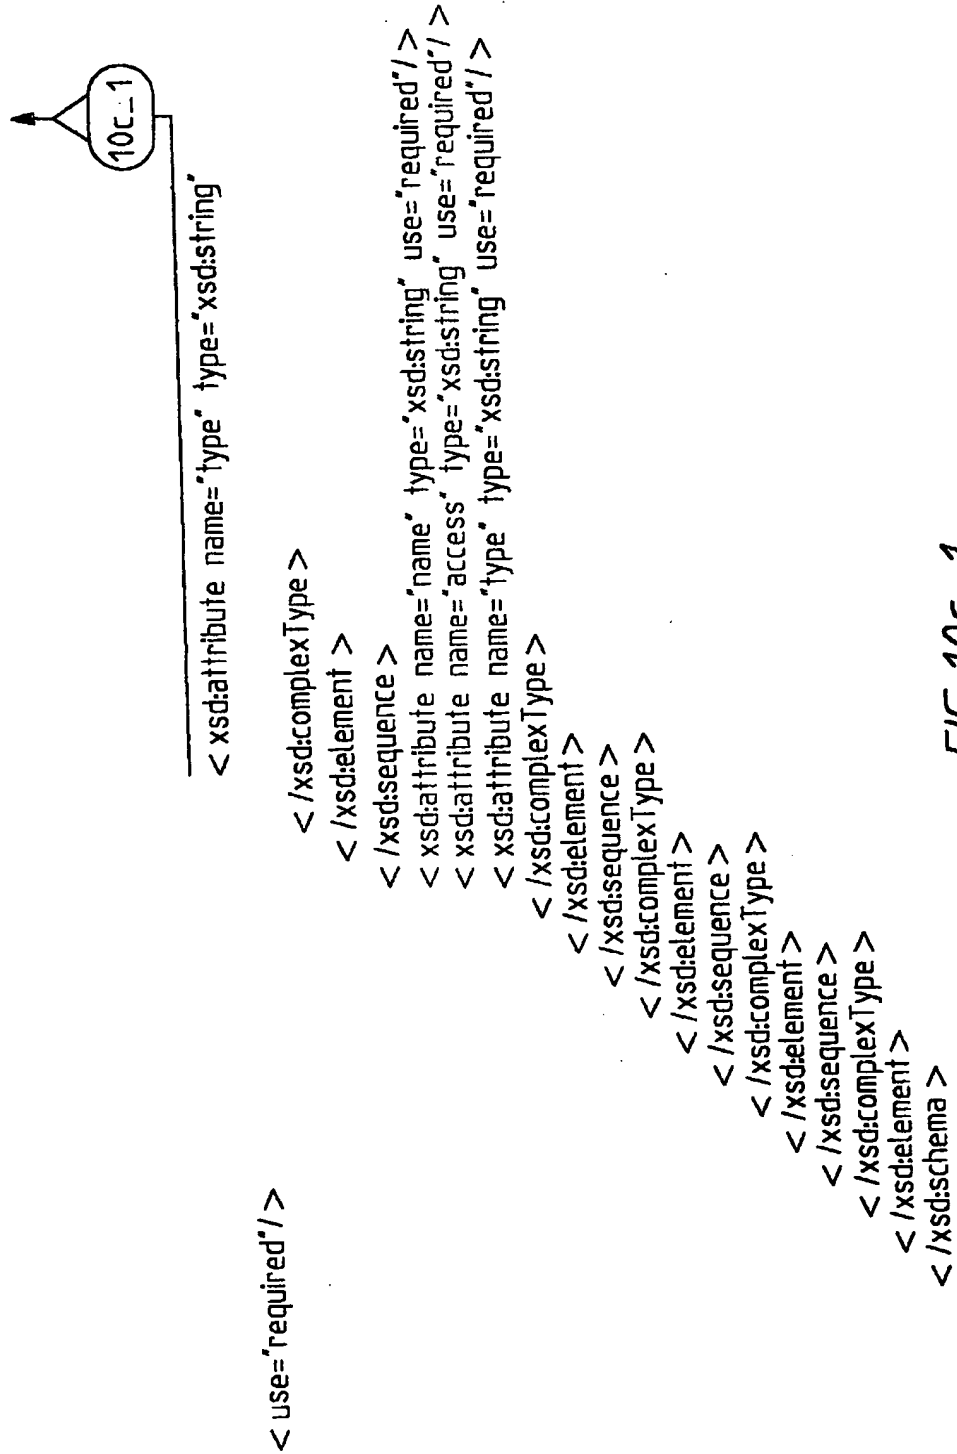 10c_1
< xsd:attribute name="type" type="xsd:string"
< use="required"/ >
< /xsd:complexType >
< /xsd:element >
< /xsd:sequence >
< xsd:attribute name="name" type="xsd:string" use="required"/ >
< xsd:attribute name="access" type="xsd:string" use="required"/ >
< xsd:attribute name="type" type="xsd:string" use="required"/ >
< /xsd:complexType >
< /xsd:element >
< /xsd:sequence >
< /xsd:complexType >
< /xsd:element >
< /xsd:sequence >
< /xsd:complexType >
< /xsd:element >
< /xsd:sequence >
< /xsd:complexType >
< /xsd:element >
< /xsd:schema >